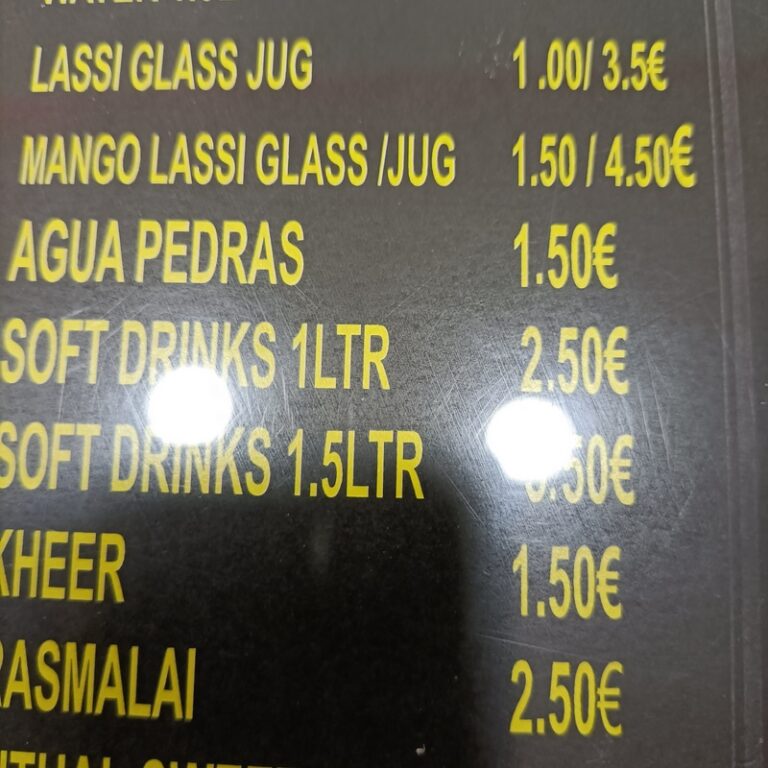 LASSI GLASS JUG 1.00/ 3.5€
MANGO LASSI GLASS /JUG 1.50 / 4.50€
AGUA PEDRAS 1.50€
SOFT DRINKS 1LTR 2.50€
SOFT DRINKS 1.5LTR
KHEER 1.50€
RASMALAI 2.50€